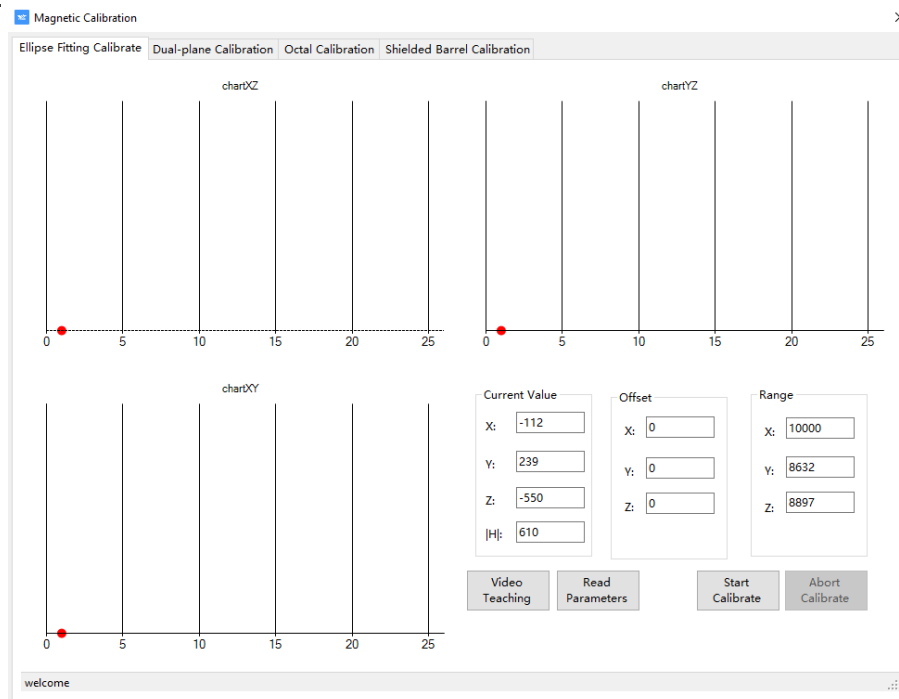 Magnetic Calibration
Ellipse Fitting Calibrate Dual-plane Calibration Octal Calibration Shielded Barrel Calibration
chartXZ
0 5 10 15 20 25
chartYZ
0 5 10 15 20 25
chartXY
0 5 10 15 20 25
Current Value
X: -112
Y: 239
Z: -550
|H|: 610
Offset
X: 0
Y: 0
Z: 0
Range
X: 10000
Y: 8632
Z: 8897
Video
Teaching
Read
Parameters
Start
Calibrate
Abort
Calibrate
welcome